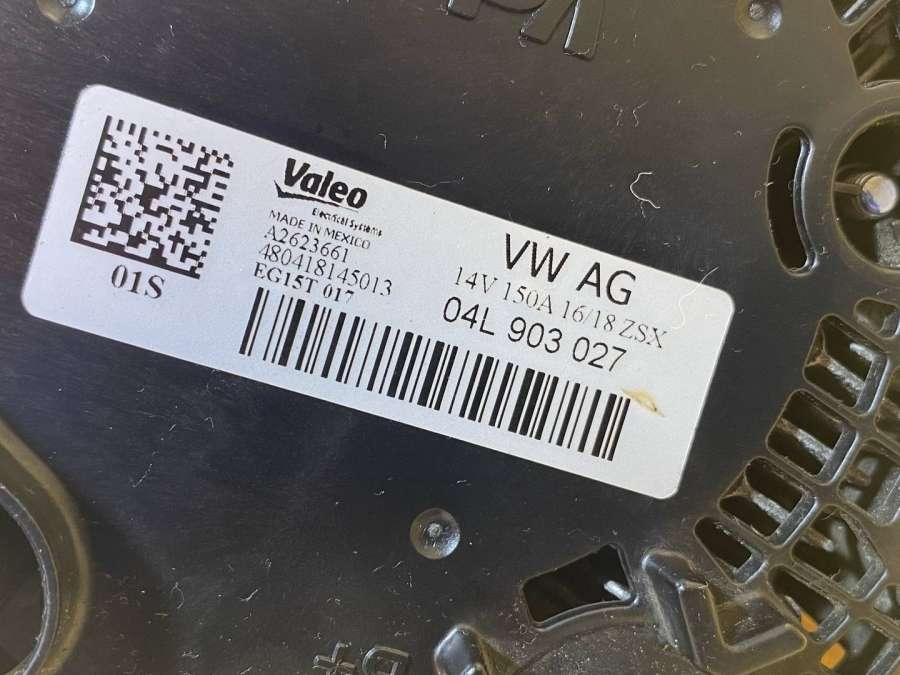 Valeo
Electrical Systems
MADE IN MEXICO
A2623661
480418145013
EG15T 017
01S
VW AG
14V 150A 16/18 ZSX
04L 903 027
D+